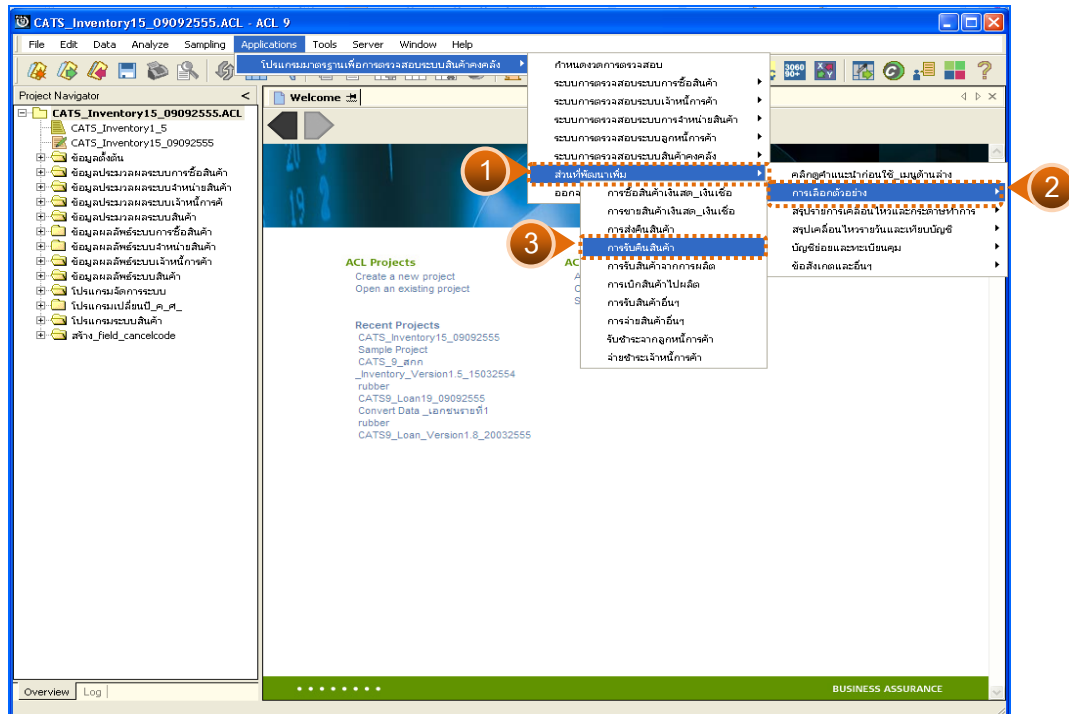 CATS_Inventory15_09092555.ACL - ACL 9
File Edit Data Analyze Sampling Applications Tools Server Window Help
โปรแกรมมาตรฐานเพื่อการตรวจสอบระบบสินค้าคงคลัง
3060
90+
Project Navigator <
Welcome
CATS_Inventory15_09092555.ACL
CATS_Inventory1_5
CATS_Inventory15_09092555
ข้อมูลตั้งต้น
ข้อมูลประมวลผลระบบการซื้อสินค้า
ข้อมูลประมวลผลระบบจำหน่ายสินค้า
ข้อมูลประมวลผลระบบเจ้าหนี้การค้
ข้อมูลประมวลผลระบบสินค้า
ข้อมูลผลลัพธ์ระบบการซื้อสินค้า
ข้อมูลผลลัพธ์ระบบจำหน่ายสินค้า
ข้อมูลผลลัพธ์ระบบเจ้าหนี้การค้า
ข้อมูลผลลัพธ์ระบบสินค้า
โปรแกรมจัดการระบบ
โปรแกรมเปลี่ยนปี_ค_ศ_
โปรแกรมระบบสินค้า
สร้าง_field_cancelcode
กำหนดงวดการตรวจสอบ
ระบบการตรวจสอบระบบการซื้อสินค้า
ระบบการตรวจสอบระบบเจ้าหนี้การค้า
ระบบการตรวจสอบระบบการจำหน่ายสินค้า
ระบบการตรวจสอบระบบลูกหนี้การค้า
ระบบการตรวจสอบระบบสินค้าคงคลัง
1
ส่วนที่พัฒนาเพิ่ม
ออกจ
คลิกดูคำแนะนำก่อนใช้_เมนูด้านล่าง
การเลือกตัวอย่าง
2
สรุปรายการเคลื่อนไหวและกระดาษทำการ
สรุปเคลื่อนไหวรายวันและเทียบบัญชี
บัญชีย่อยและทะเบียนคุม
ข้อสังเกตและอื่นๆ
การซื้อสินค้าเงินสด_เงินเชื่อ
การขายสินค้าเงินสด_เงินเชื่อ
การส่งคืนสินค้า
3
การรับคืนสินค้า
การรับสินค้าจากการผลิต
การเบิกสินค้าไปผลิต
การรับสินค้าอื่นๆ
การจ่ายสินค้าอื่นๆ
รับชำระจากลูกหนี้การค้า
จ่ายชำระเจ้าหนี้การค้า
ACL Projects
Create a new project
Open an existing project
AC
Recent Projects
CATS_Inventory15_09092555
Sample Project
CATS_9_สกก
_Inventory_Version1.5_15032554
rubber
CATS9_Loan19_09092555
Convert Data _เอกชนรายที่1
rubber
CATS9_Loan_Version1.8_20032555
Overview Log
BUSINESS ASSURANCE